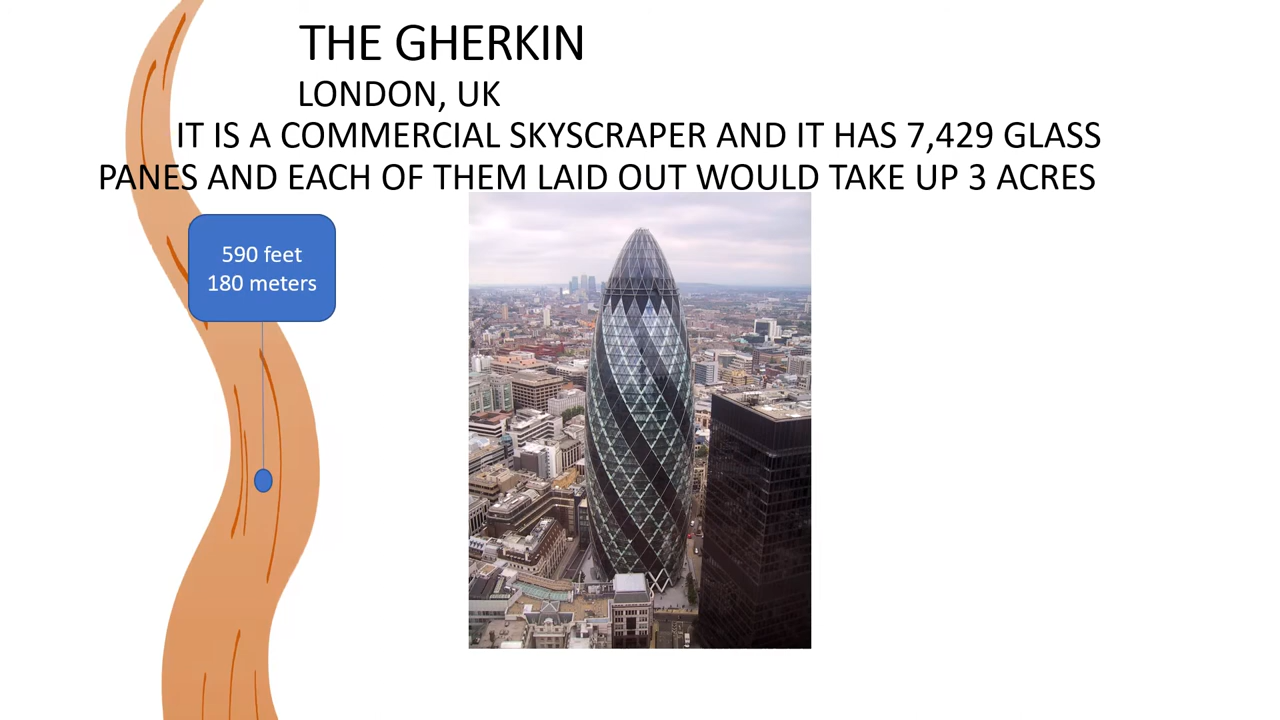 THE GHERKIN
LONDON, UK
IT IS A COMMERCIAL SKYSCRAPER AND IT HAS 7,429 GLASS
PANES AND EACH OF THEM LAID OUT WOULD TAKE UP 3 ACRES
590 feet
180 meters